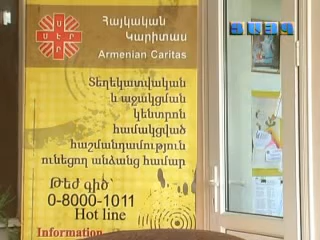 Հայկական
Կարիտաս
Armenian Caritas
ՍԵՐ
Տեղեկատվական
և աջակցման
կենտրոն
համակցված
հաշմանդամություն
ունեցող անձանց համար
Թեժ գիծ՝
0-8000-1011
Hot line
Information